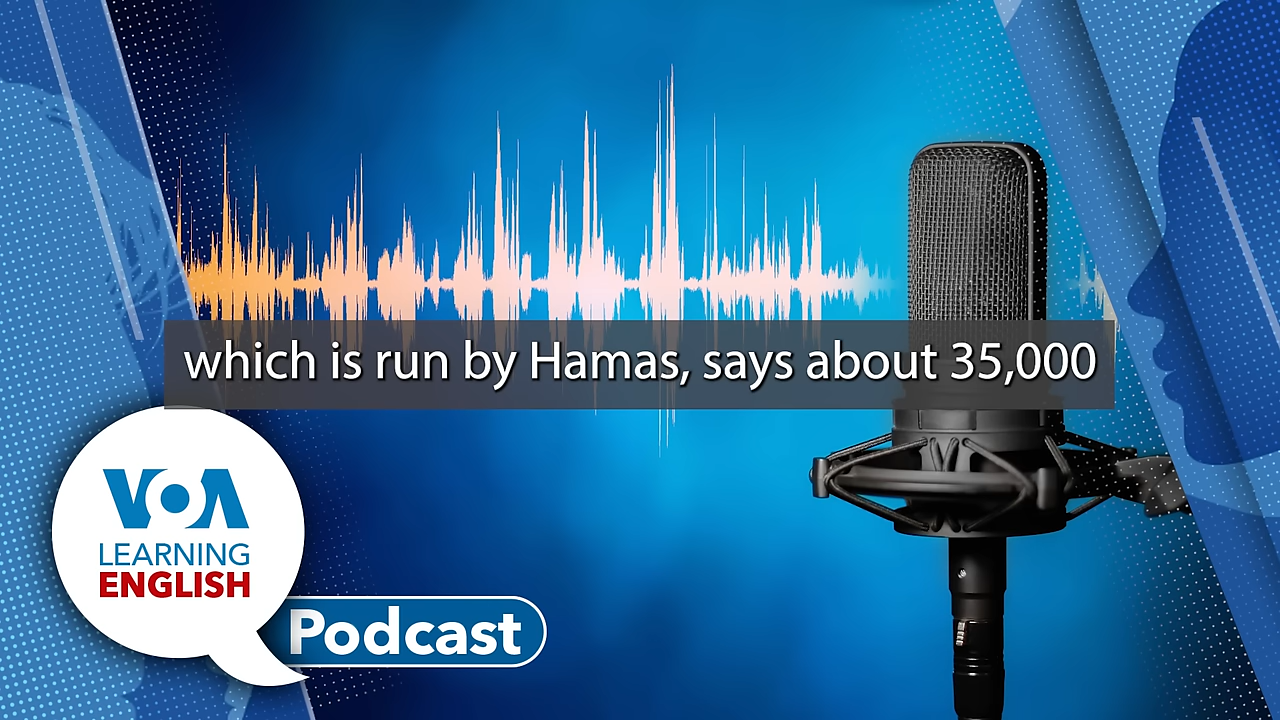 which is run by Hamas, says about 35,000
VOA
LEARNING
ENGLISH
Podcast